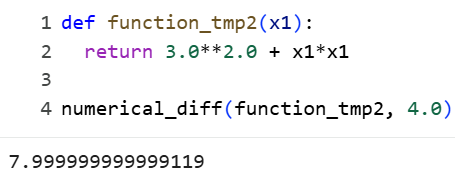 1 def function_tmp2(x1):
2   return 3.0**2.0 + x1*x1
3
4 numerical_diff(function_tmp2, 4.0)
7.999999999999119